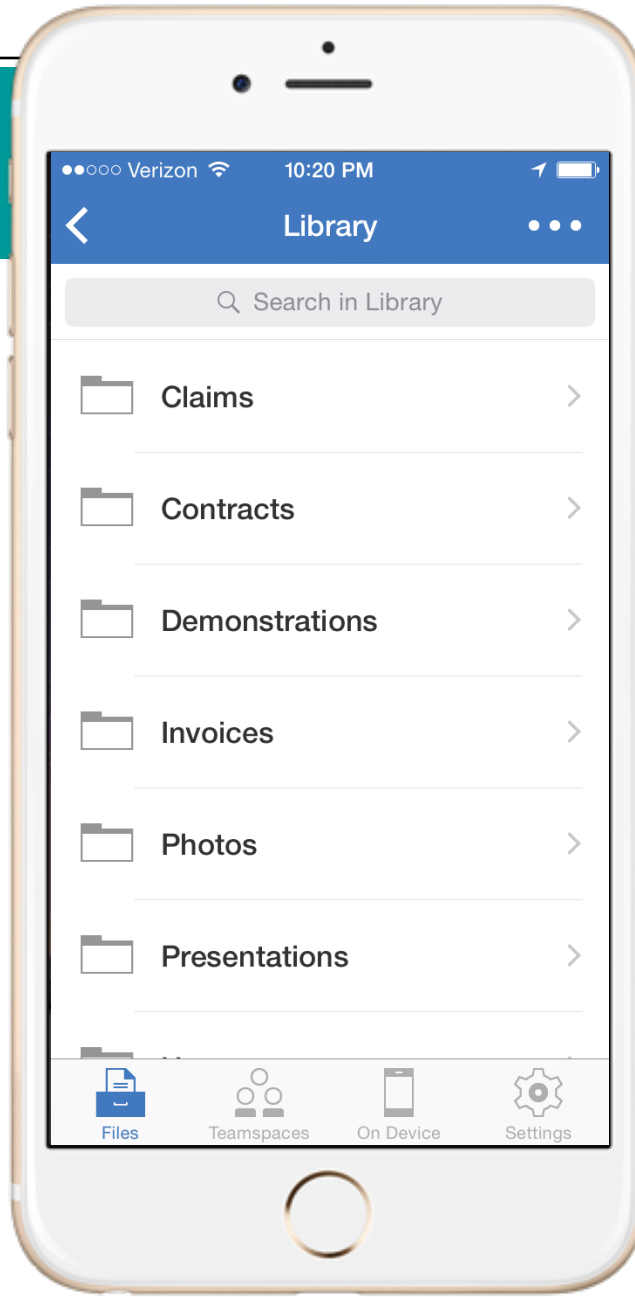 Verizon 10:20 PM
Library
Search in Library
Claims
Contracts
Demonstrations
Invoices
Photos
Presentations
Files Teamspaces On Device Settings